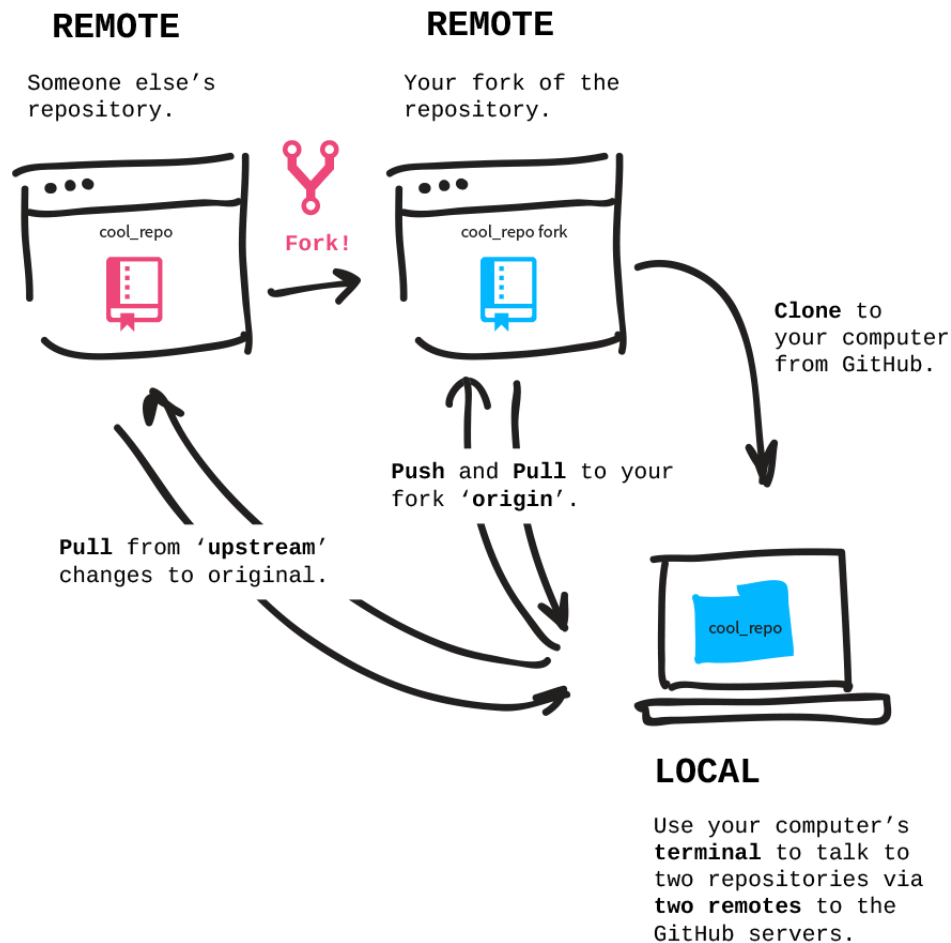 REMOTE
Someone else’s
repository.
REMOTE
Your fork of the
repository.
cool_repo
Fork!
cool_repo fork
Clone to
your computer
from GitHub.
Push and Pull to your
fork ‘origin’.
Pull from ‘upstream’
changes to original.
cool_repo
LOCAL
Use your computer’s
terminal to talk to
two repositories via
two remotes to the
GitHub servers.